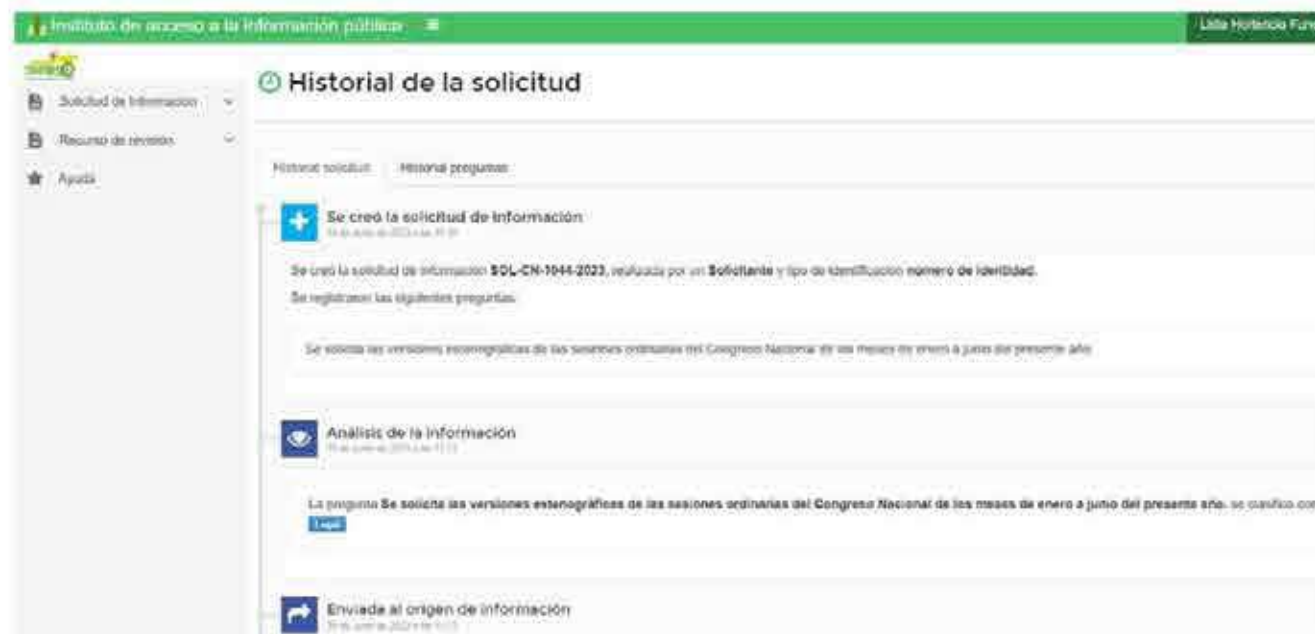 Instituto de acceso a la información pública
Historial de la solicitud
Solicitud de Información
Recurso de revisión
Ayuda
Historial solicitud
Historial preguntas
Se creó la solicitud de información
Se creó la solicitud de información SOL-CN-1044-2023, realizada por un Solicitante y tipo de identificación número de identidad.
Se registraron las siguientes preguntas:
Se solicita las versiones estenográficas de las sesiones ordinarias del Congreso Nacional de los meses de enero a junio del presente año
Análisis de la información
La pregunta Se solicita las versiones estenográficas de las sesiones ordinarias del Congreso Nacional de los meses de enero a junio del presente año. se clasifico
Legal
Enviada al origen de información